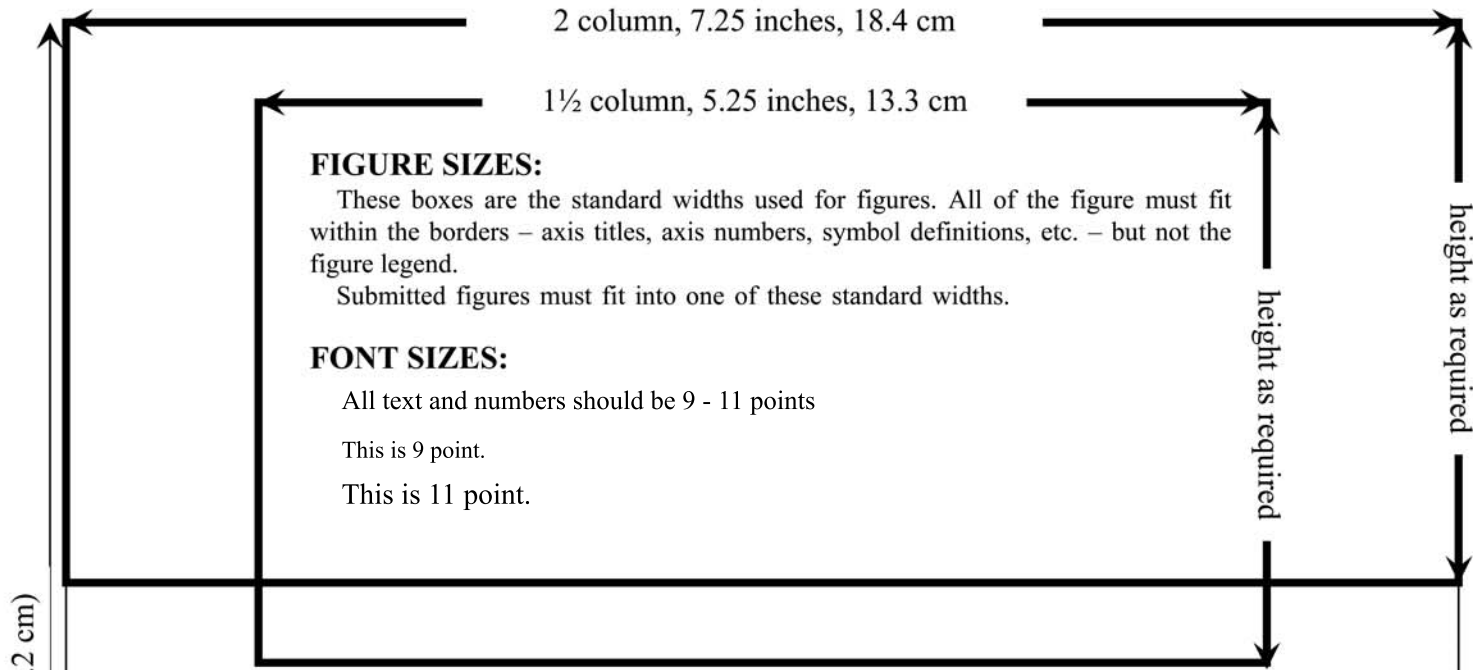 2 column, 7.25 inches, 18.4 cm
1½ column, 5.25 inches, 13.3 cm
FIGURE SIZES:
These boxes are the standard widths used for figures. All of the figure must fit
within the borders – axis titles, axis numbers, symbol definitions, etc. – but not the
figure legend.
Submitted figures must fit into one of these standard widths.
FONT SIZES:
All text and numbers should be 9 - 11 points
This is 9 point.
This is 11 point.
height as required
height as required
2 cm)